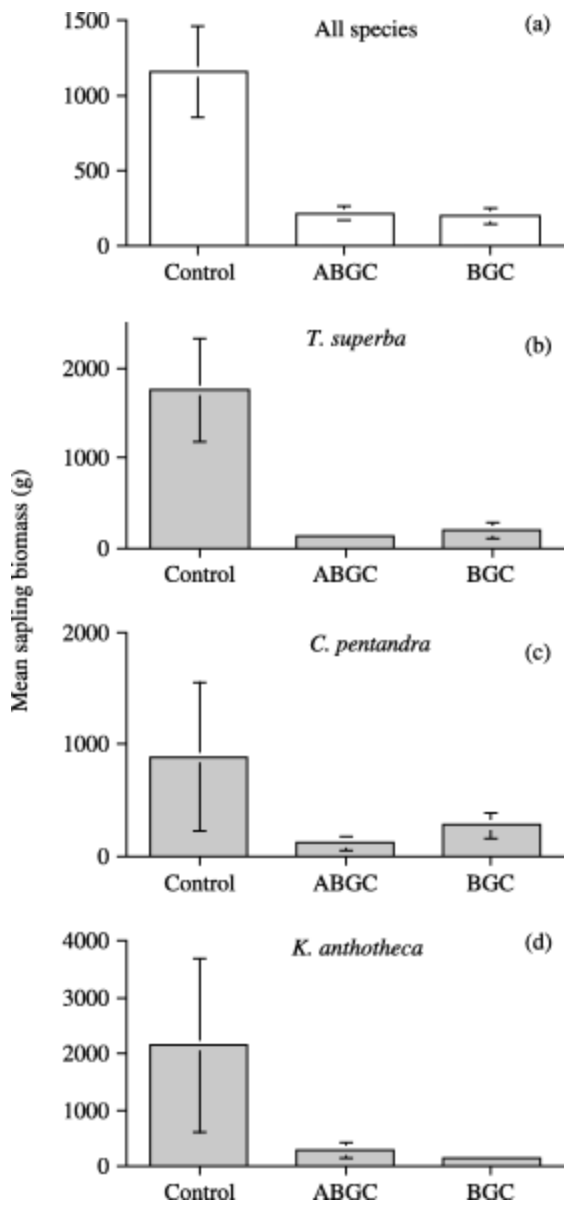 Mean sapling biomass (g)
All species
(a)
1500
1000
500
0
Control ABGC BGC
T. superba
(b)
2000
1000
0
Control ABGC BGC
C. pentandra
(c)
2000
1000
0
Control ABGC BGC
K. anthotheca
(d)
4000
3000
2000
1000
0
Control ABGC BGC